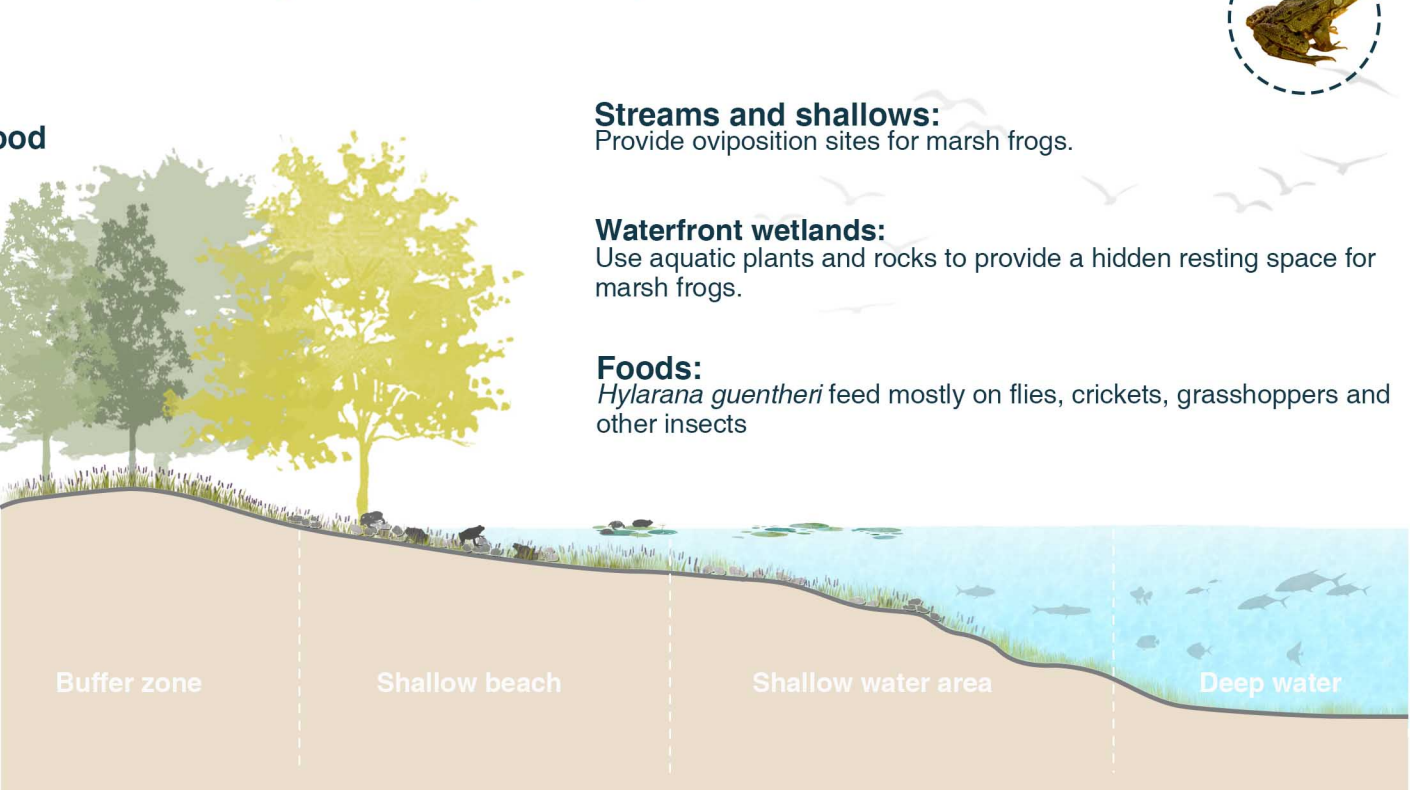 Streams and shallows:
Provide oviposition sites for marsh frogs.
Waterfront wetlands:
Use aquatic plants and rocks to provide a hidden resting space for
marsh frogs.
Foods:
Hylarana guentheri feed mostly on flies, crickets, grasshoppers and
other insects
Buffer zone
Shallow beach
Shallow water area
Deep water